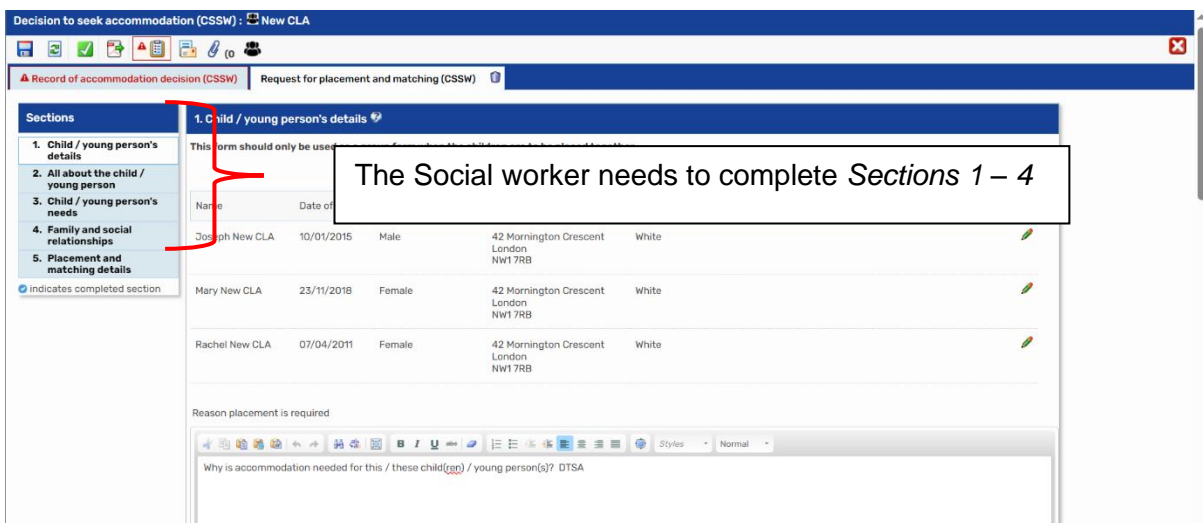 Decision to seek accommodation (CSSW) : New CLA
(0
Record of accommodation decision (CSSW) Request for placement and matching (CSSW)
Sections
1. Child / young person's details
2. All about the child / young person
3. Child / young person's needs
4. Family and social relationships
5. Placement and matching details
indicates completed section
1. Child / young person's details
This form should only be used
The Social worker needs to complete Sections 1 – 4
Name Date of
Joseph New CLA 10/01/2015 Male 42 Mornington Crescent White
London
NW1 7RB
Mary New CLA 23/11/2018 Female 42 Mornington Crescent White
London
NW1 7RB
Rachel New CLA 07/04/2011 Female 42 Mornington Crescent White
London
NW1 7RB
Reason placement is required
B I U abc Styles Normal
Why is accommodation needed for this / these child(ren) / young person(s)? DTSA